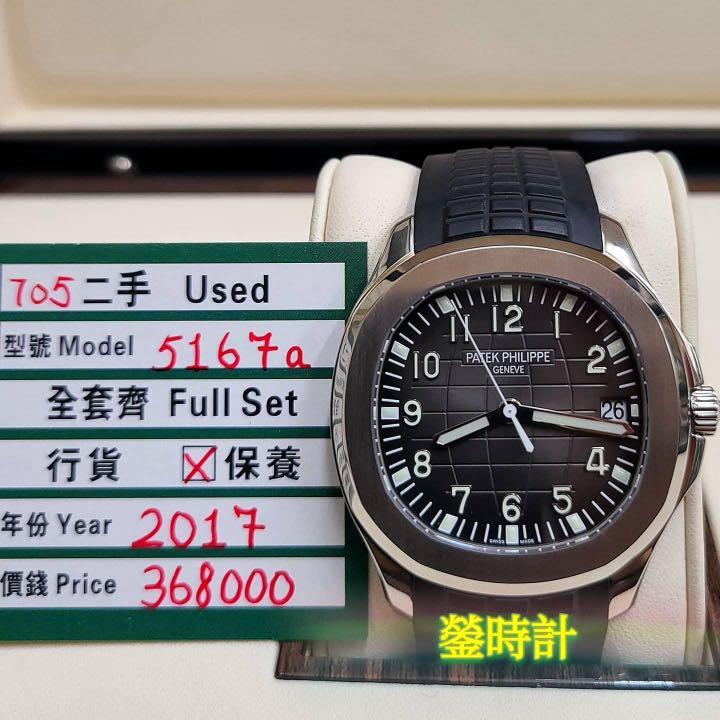 705二手 Used
型號 Model 5167a
全套齊 Full Set
行貨 ☒保養
年份 Year 2017
價錢 Price 368000
12
11
1
10
2
9
26
8
4
7
5
6
PATEK PHILIPPE
GENEVE
SWISS MADE
鎣時計